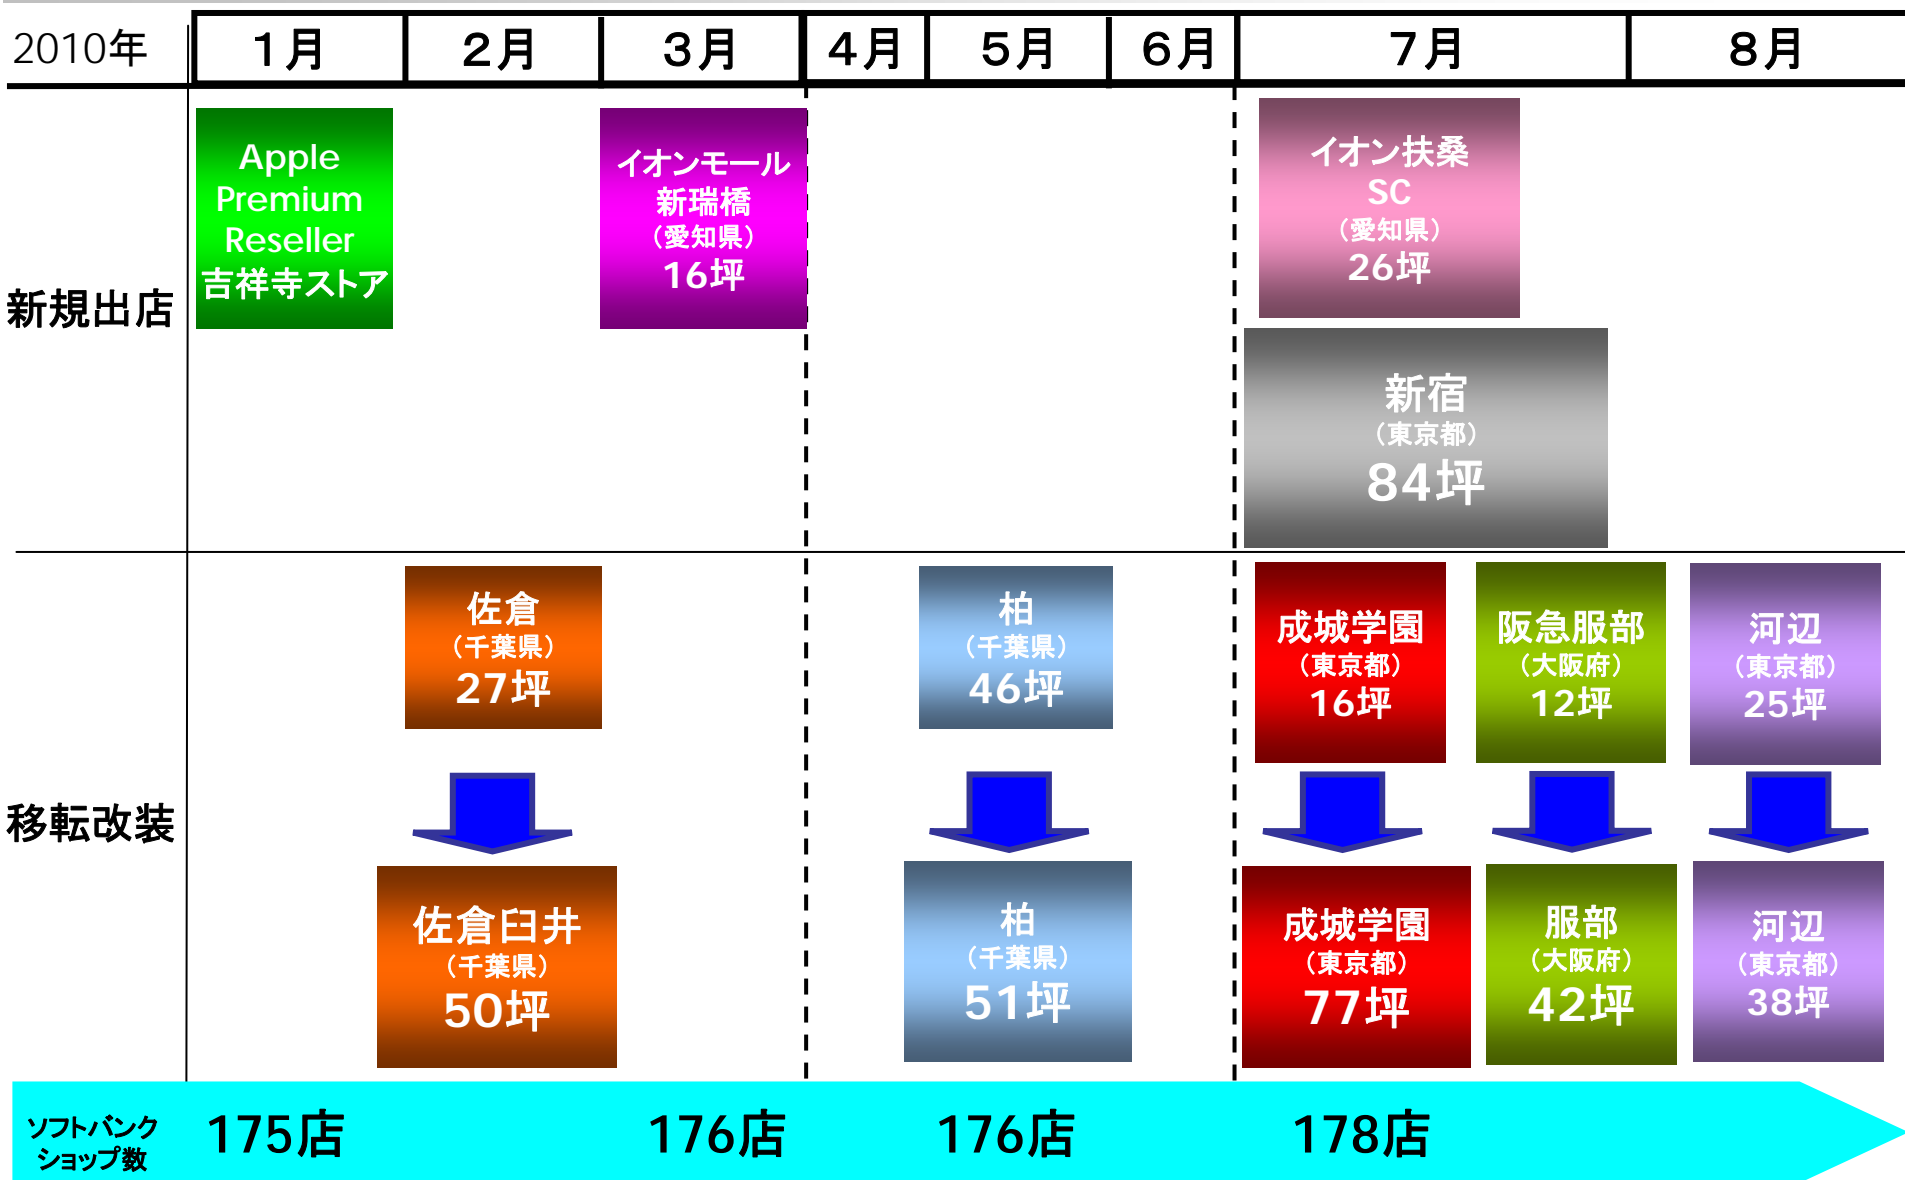 2010年
1月
2月
3月
4月
5月
6月
7月
8月
新規出店
Apple
Premium
Reseller
吉祥寺ストア
イオンモール
新瑞橋
（愛知県）
16坪
イオン扶桑
SC
（愛知県）
26坪
新宿
（東京都）
84坪
移転改装
佐倉
（千葉県）
27坪
柏
（千葉県）
46坪
成城学園
（東京都）
16坪
阪急服部
（大阪府）
12坪
河辺
（東京都）
25坪
佐倉臼井
（千葉県）
50坪
柏
（千葉県）
51坪
成城学園
（東京都）
77坪
服部
（大阪府）
42坪
河辺
（東京都）
38坪
ソフトバンク
ショップ数
175店
176店
176店
178店